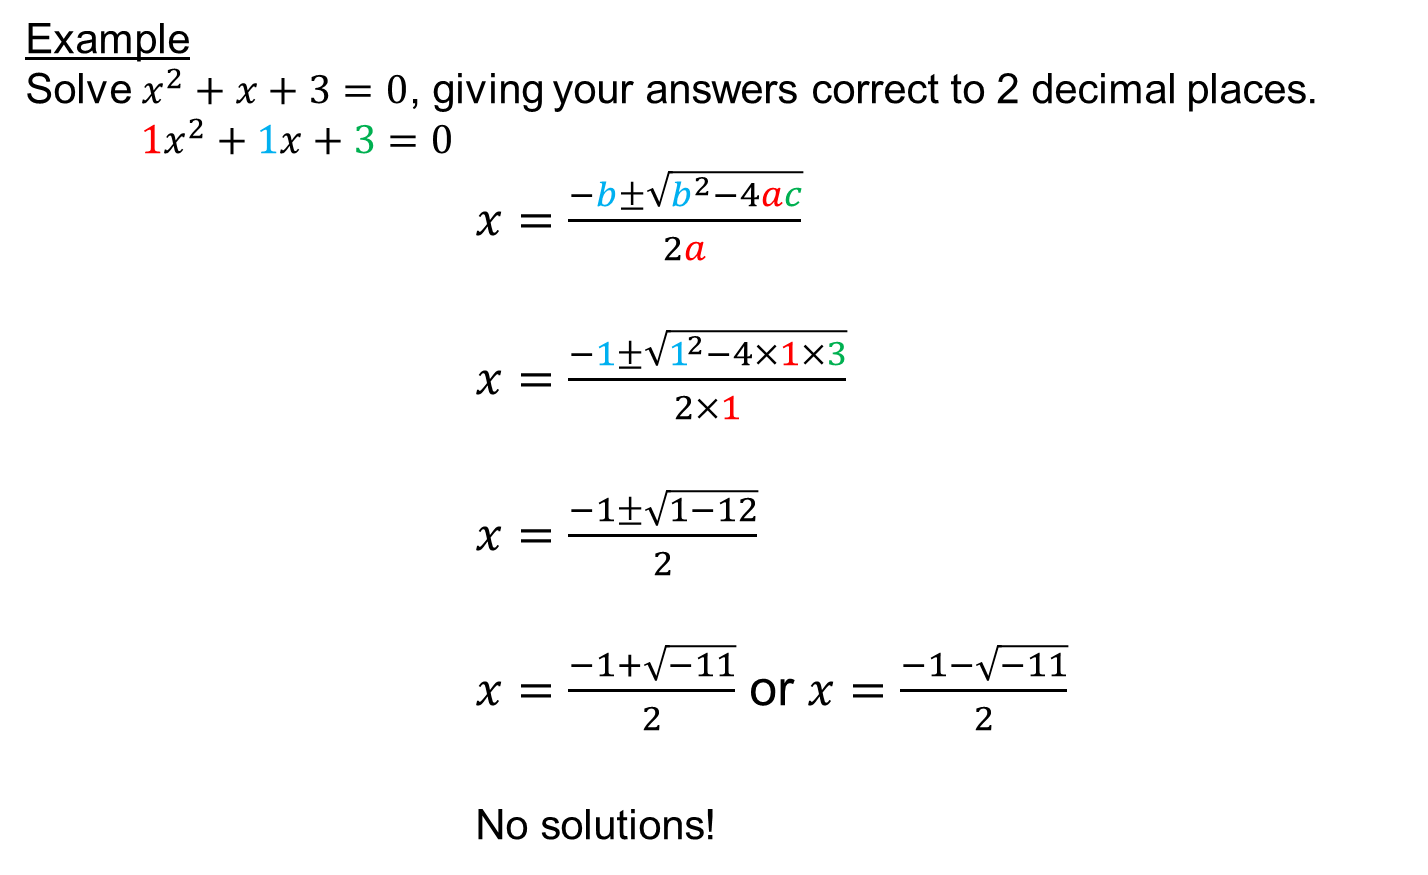 Example
Solve x² + x + 3 = 0, giving your answers correct to 2 decimal places.
1x² + 1x + 3 = 0
x = (−b±√(b²−4ac))/(2a)
x = (−1±√(1²−4×1×3))/(2×1)
x = (−1±√(1−12))/2
x = (−1+√(−11))/2 or x = (−1−√(−11))/2
No solutions!